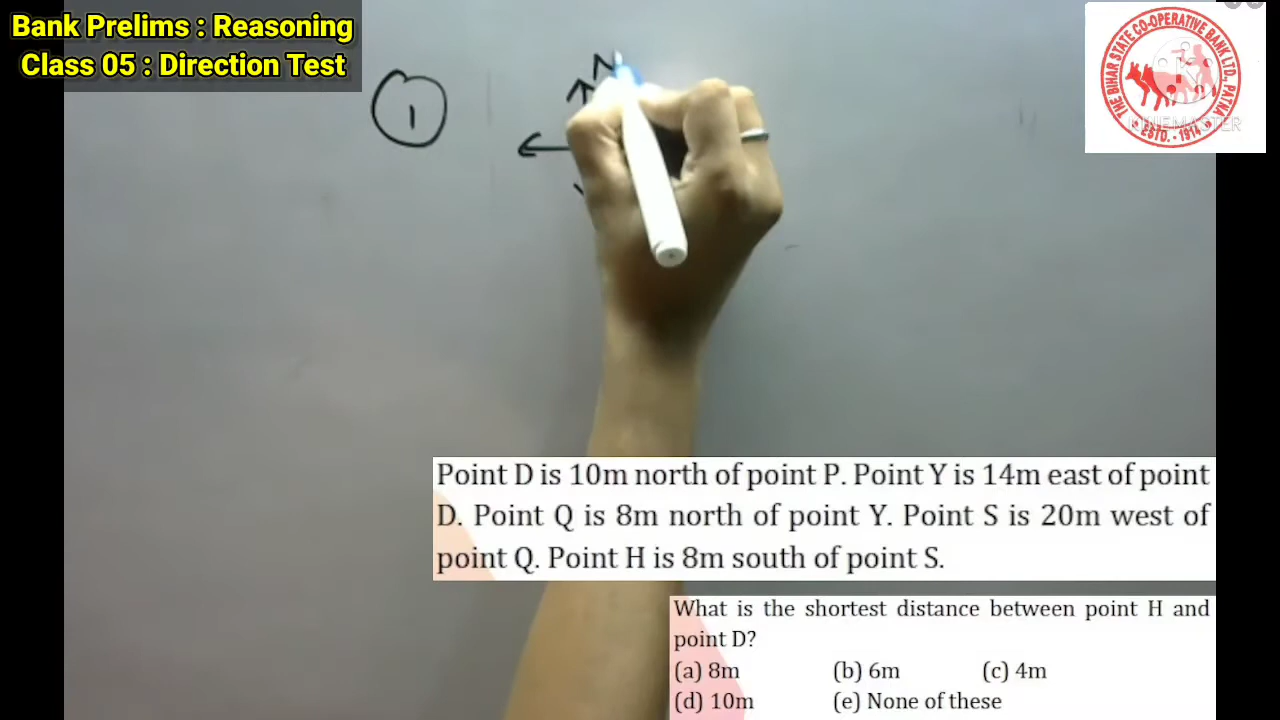 Bank Prelims : Reasoning
Class 05 : Direction Test
THE BIHAR STATE CO-OPERATIVE BANK LTD., PATNA
ESTD. - 1914
KINEMASTER
1
N
Point D is 10m north of point P. Point Y is 14m east of point
D. Point Q is 8m north of point Y. Point S is 20m west of
point Q. Point H is 8m south of point S.
What is the shortest distance between point H and
point D?
(a) 8m (b) 6m (c) 4m
(d) 10m (e) None of these